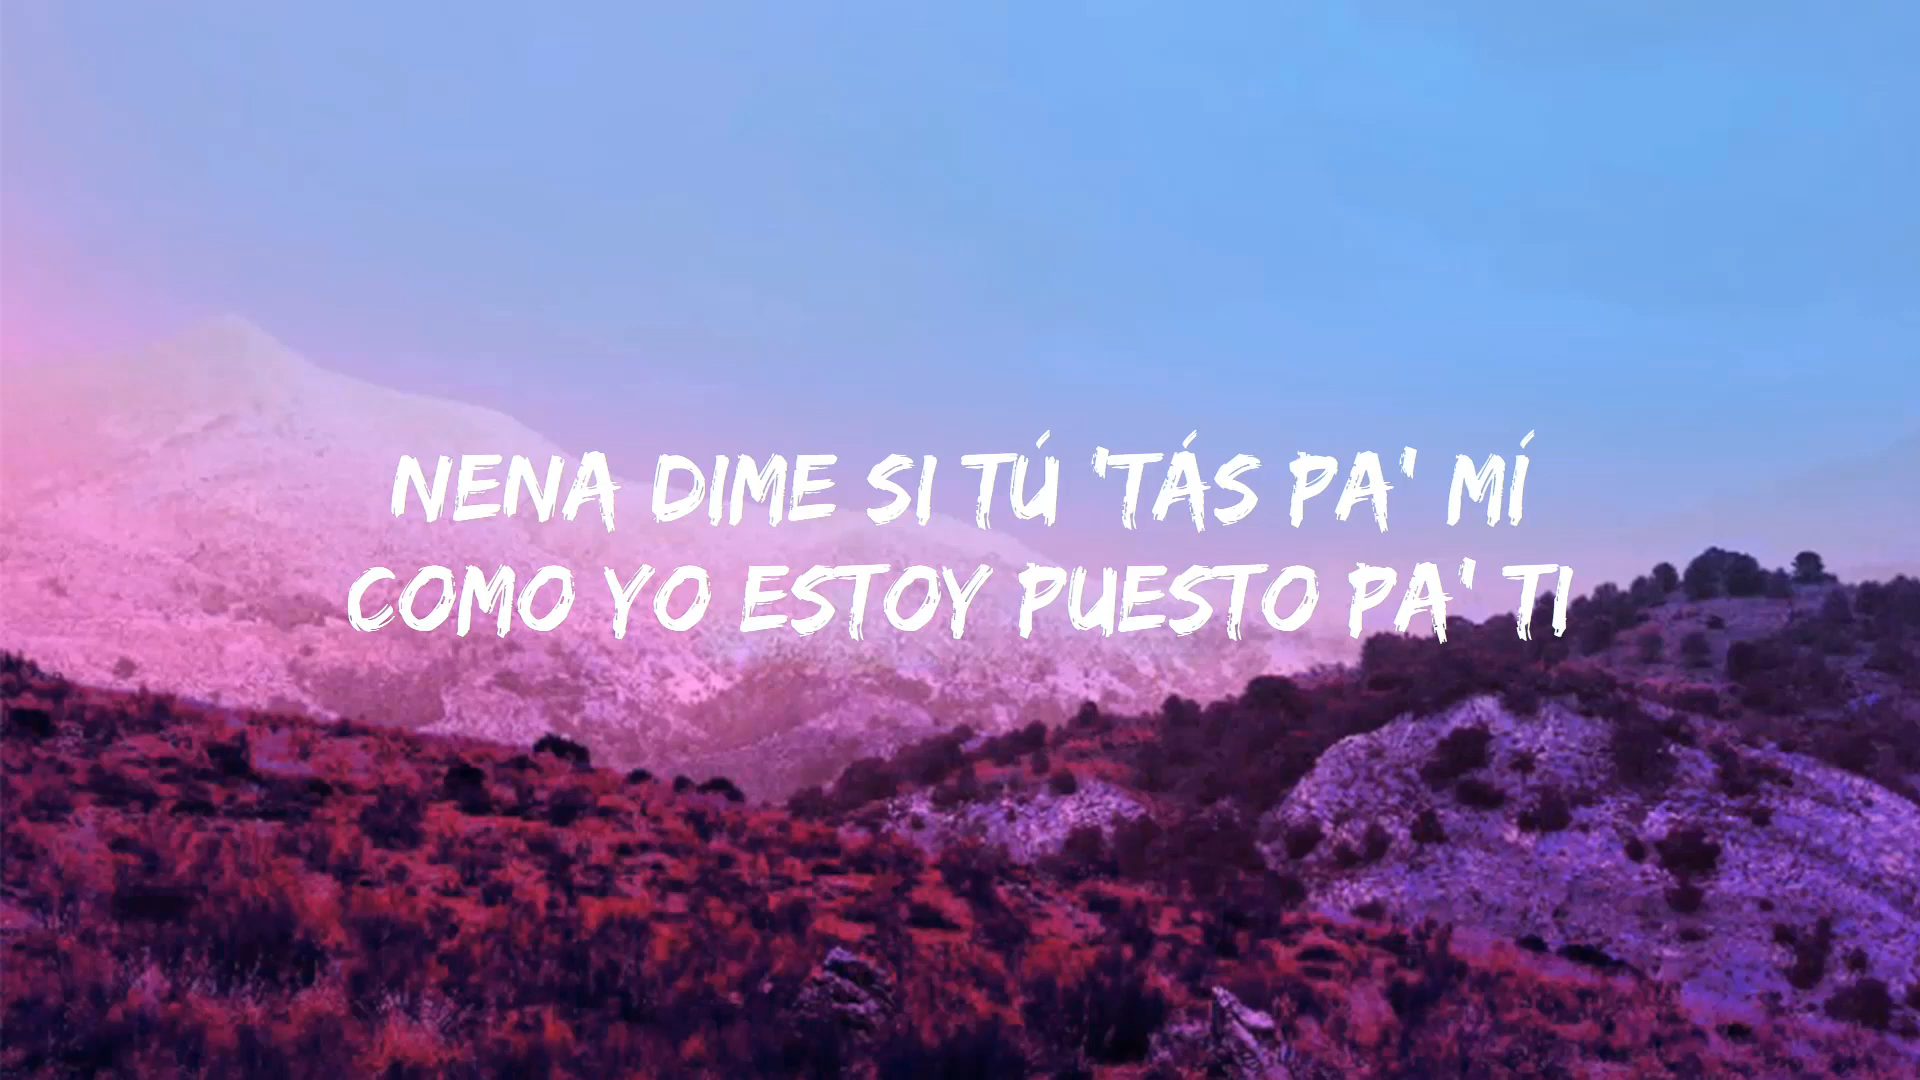 NENA DIME SI TÚ 'TÁS PA' MÍ
COMO YO ESTOY PUESTO PA' TI